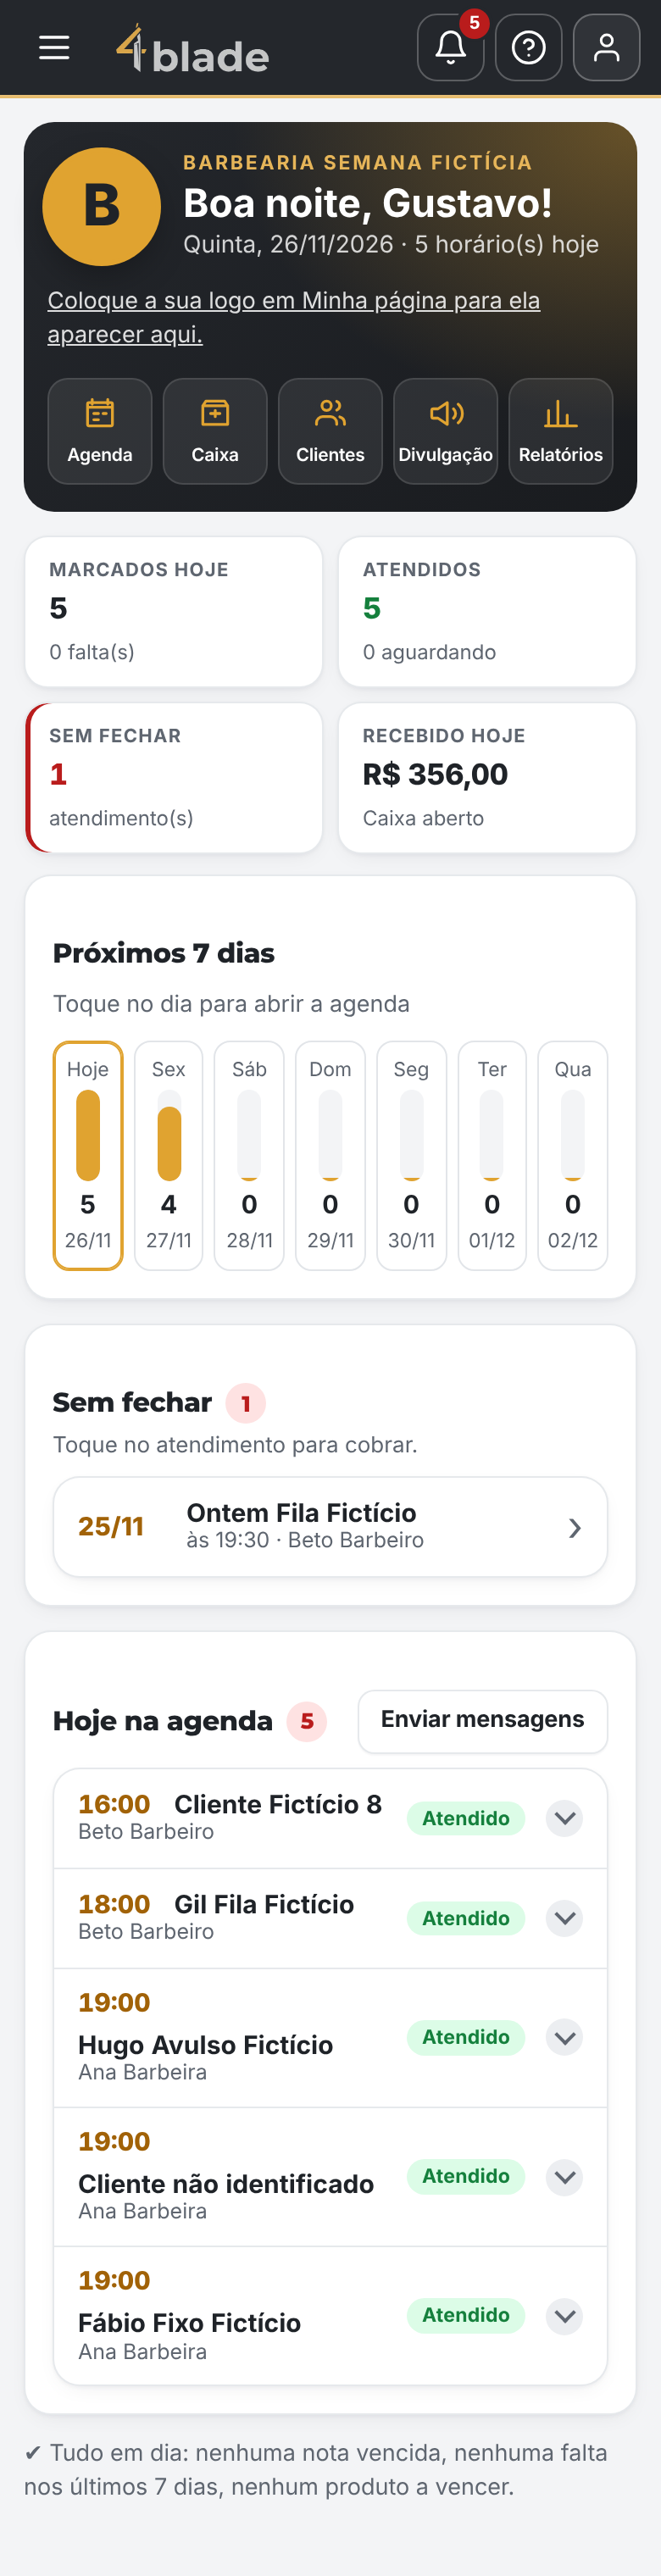 4blade
5
BARBEARIA SEMANA FICTÍCIA
B
Boa noite, Gustavo!
Quinta, 26/11/2026 · 5 horário(s) hoje
Coloque a sua logo em Minha página para ela
aparecer aqui.
Agenda Caixa Clientes Divulgação Relatórios
MARCADOS HOJE
5
0 falta(s)
ATENDIDOS
5
0 aguardando
SEM FECHAR
1
atendimento(s)
RECEBIDO HOJE
R$ 356,00
Caixa aberto
Próximos 7 dias
Toque no dia para abrir a agenda
Hoje Sex Sáb Dom Seg Ter Qua
5 4 0 0 0 0 0
26/11 27/11 28/11 29/11 30/11 01/12 02/12
Sem fechar 1
Toque no atendimento para cobrar.
25/11
Ontem Fila Fictício
às 19:30 · Beto Barbeiro
Hoje na agenda 5
Enviar mensagens
16:00 Cliente Fictício 8
Beto Barbeiro
Atendido
18:00 Gil Fila Fictício
Beto Barbeiro
Atendido
19:00
Hugo Avulso Fictício
Ana Barbeira
Atendido
19:00
Cliente não identificado
Ana Barbeira
Atendido
19:00
Fábio Fixo Fictício
Ana Barbeira
Atendido
✔ Tudo em dia: nenhuma nota vencida, nenhuma falta
nos últimos 7 dias, nenhum produto a vencer.